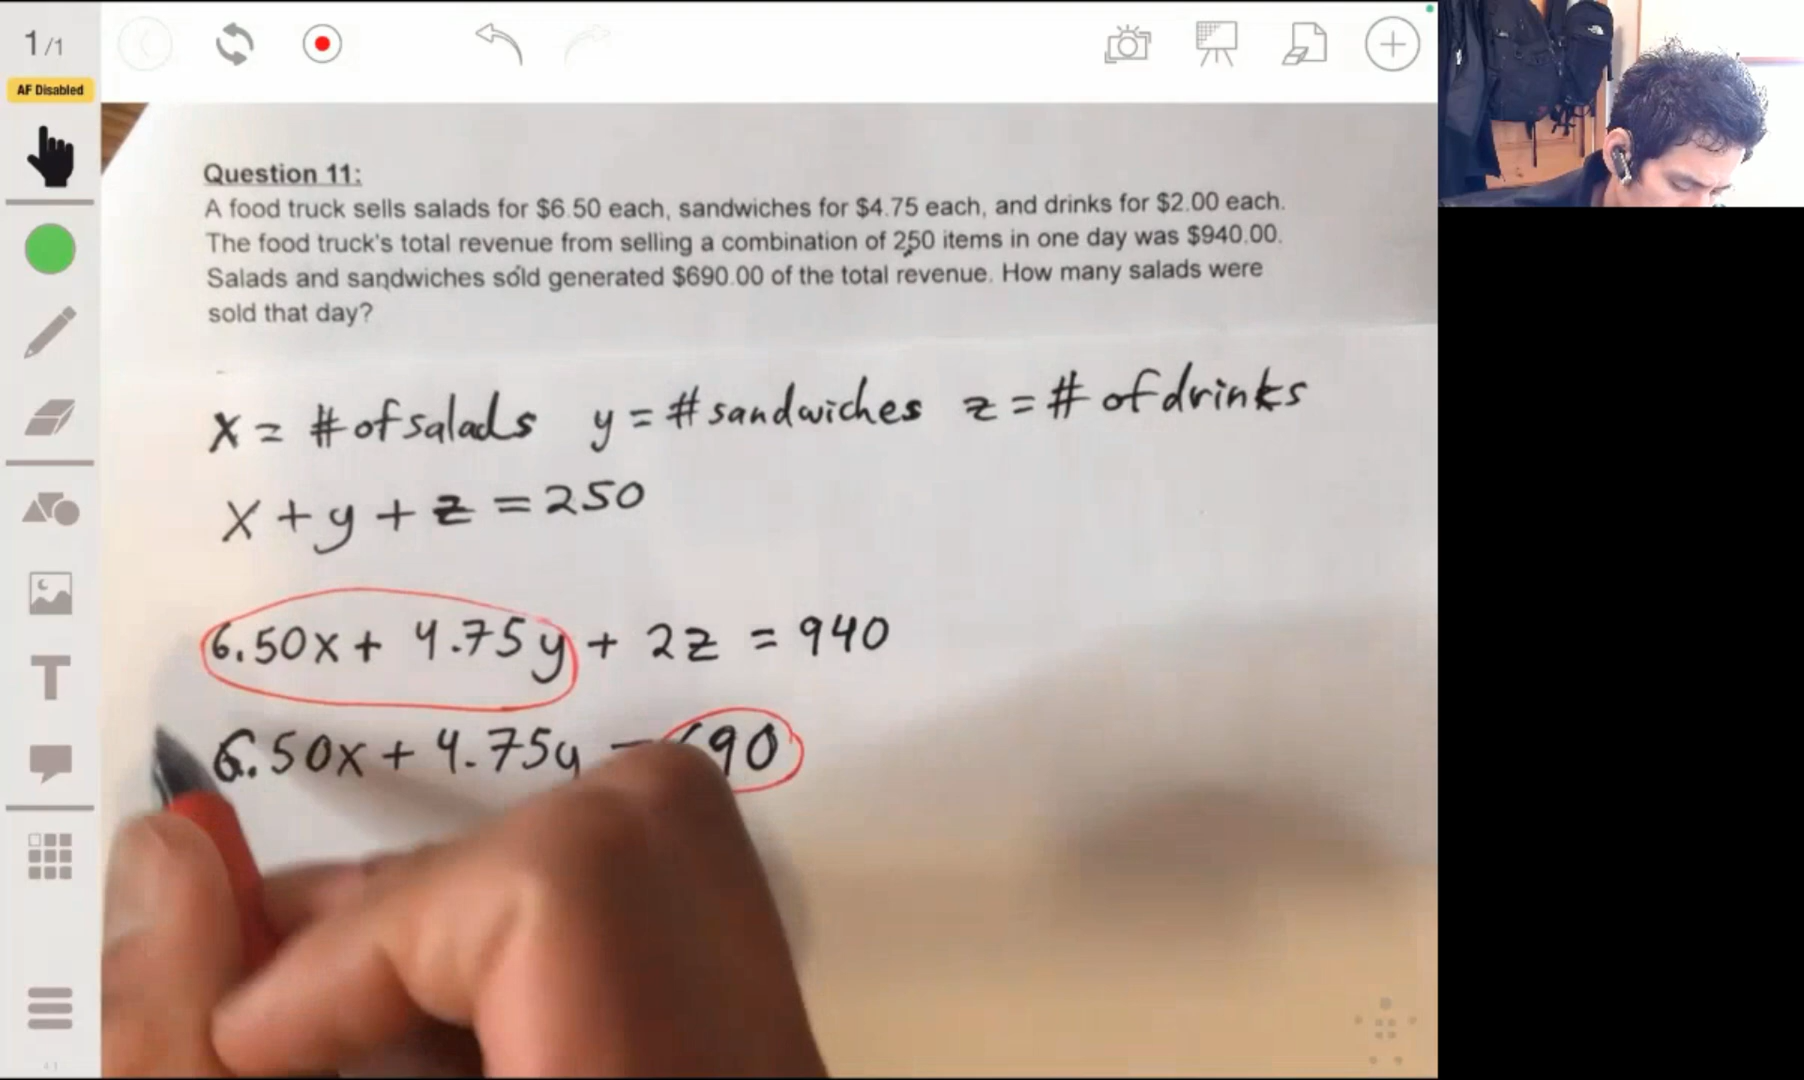 1/1
AF Disabled
Question 11:
A food truck sells salads for $6.50 each, sandwiches for $4.75 each, and drinks for $2.00 each.
The food truck's total revenue from selling a combination of 250 items in one day was $940.00.
Salads and sandwiches sold generated $690.00 of the total revenue. How many salads were
sold that day?
x = # of salads y = # sandwiches z = # of drinks
x + y + z = 250
6.50x + 4.75y + 2z = 940
6.50x + 4.75y = 690
T